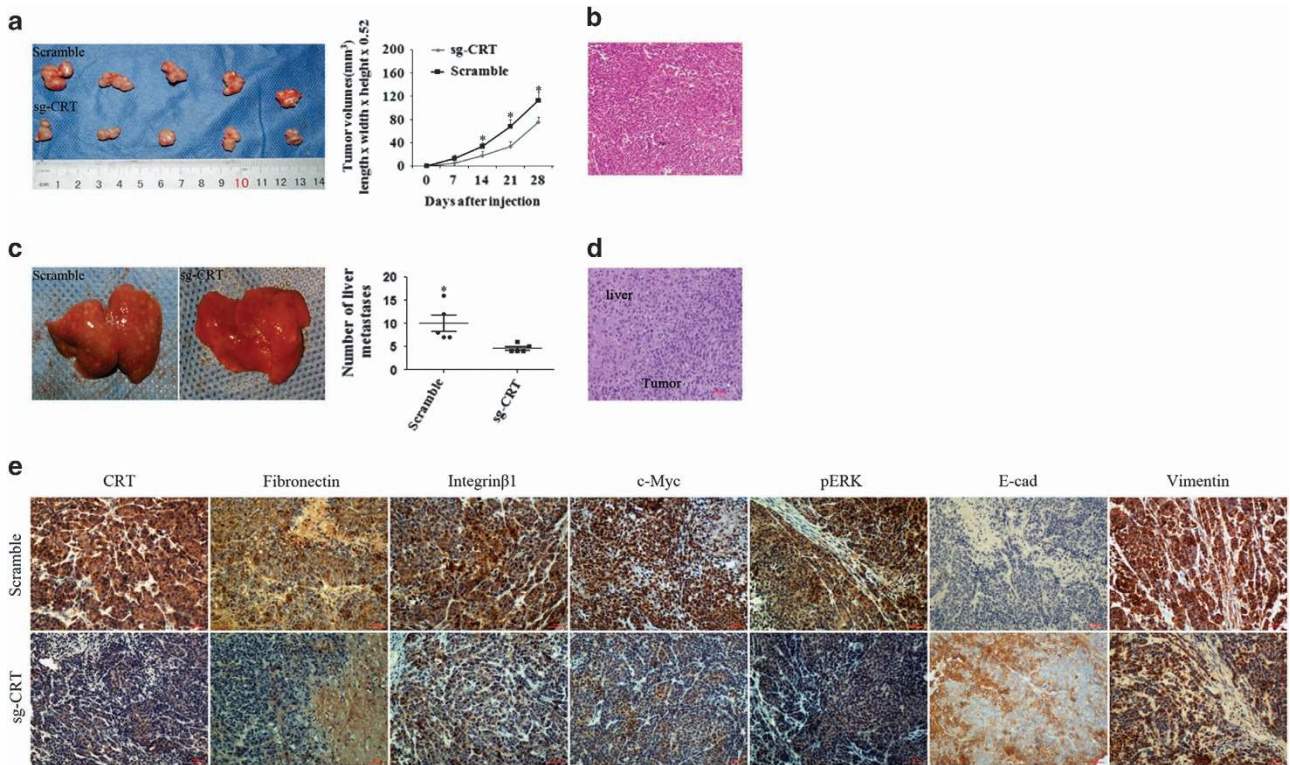 a
Scramble
sg-CRT
cm 1 2 3 4 5 6 7 8 9 10 11 12 13 14
Tumor volumes(mm³)
length x width x height x 0.52
200
160
120
80
40
0
sg-CRT
Scramble
* * *
0 7 14 21 28
Days after injection
b
c
Scramble
sg-CRT
Number of liver
metastases
20
15
10
5
0
*
Scramble
sg-CRT
d
liver
Tumor
e
CRT Fibronectin Integrinβ1 c-Myc pERK E-cad Vimentin
Scramble
sg-CRT